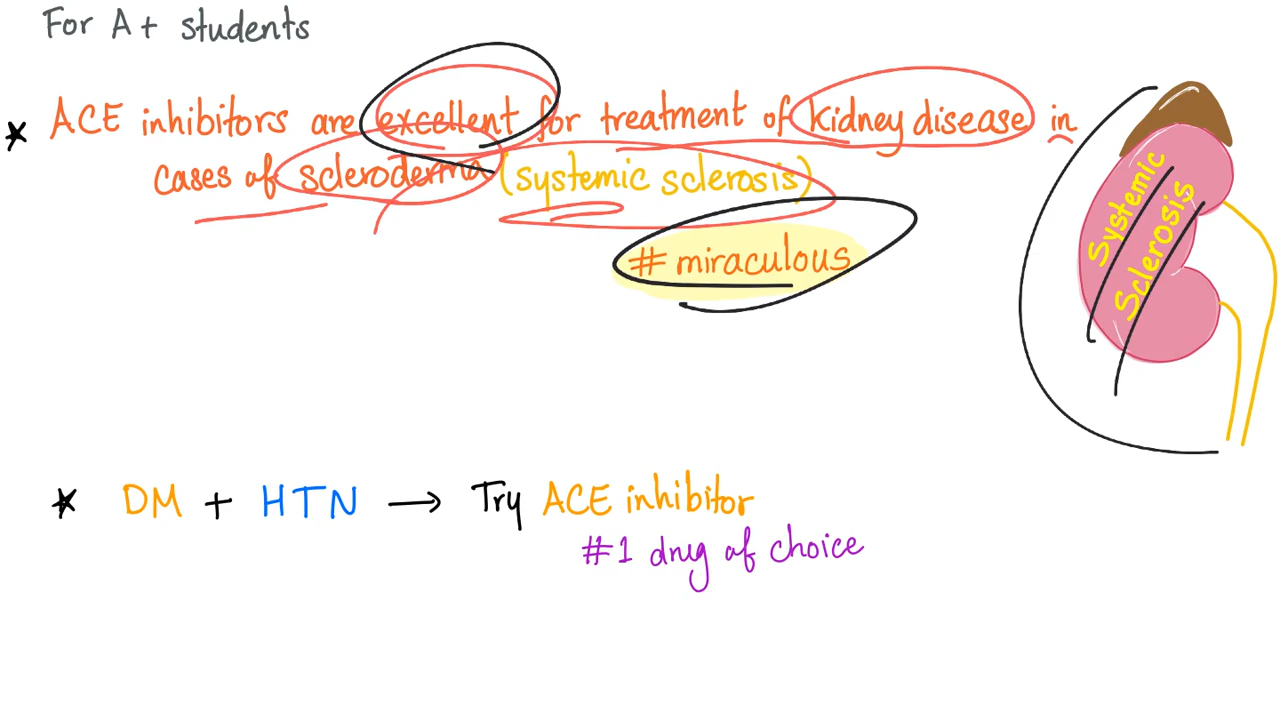 For A+ students
* ACE inhibitors are excellent for treatment of kidney disease in
cases of scleroderma (systemic sclerosis)
# miraculous
Systemic
Sclerosis
* DM + HTN → Try ACE inhibitor
#1 drug of choice